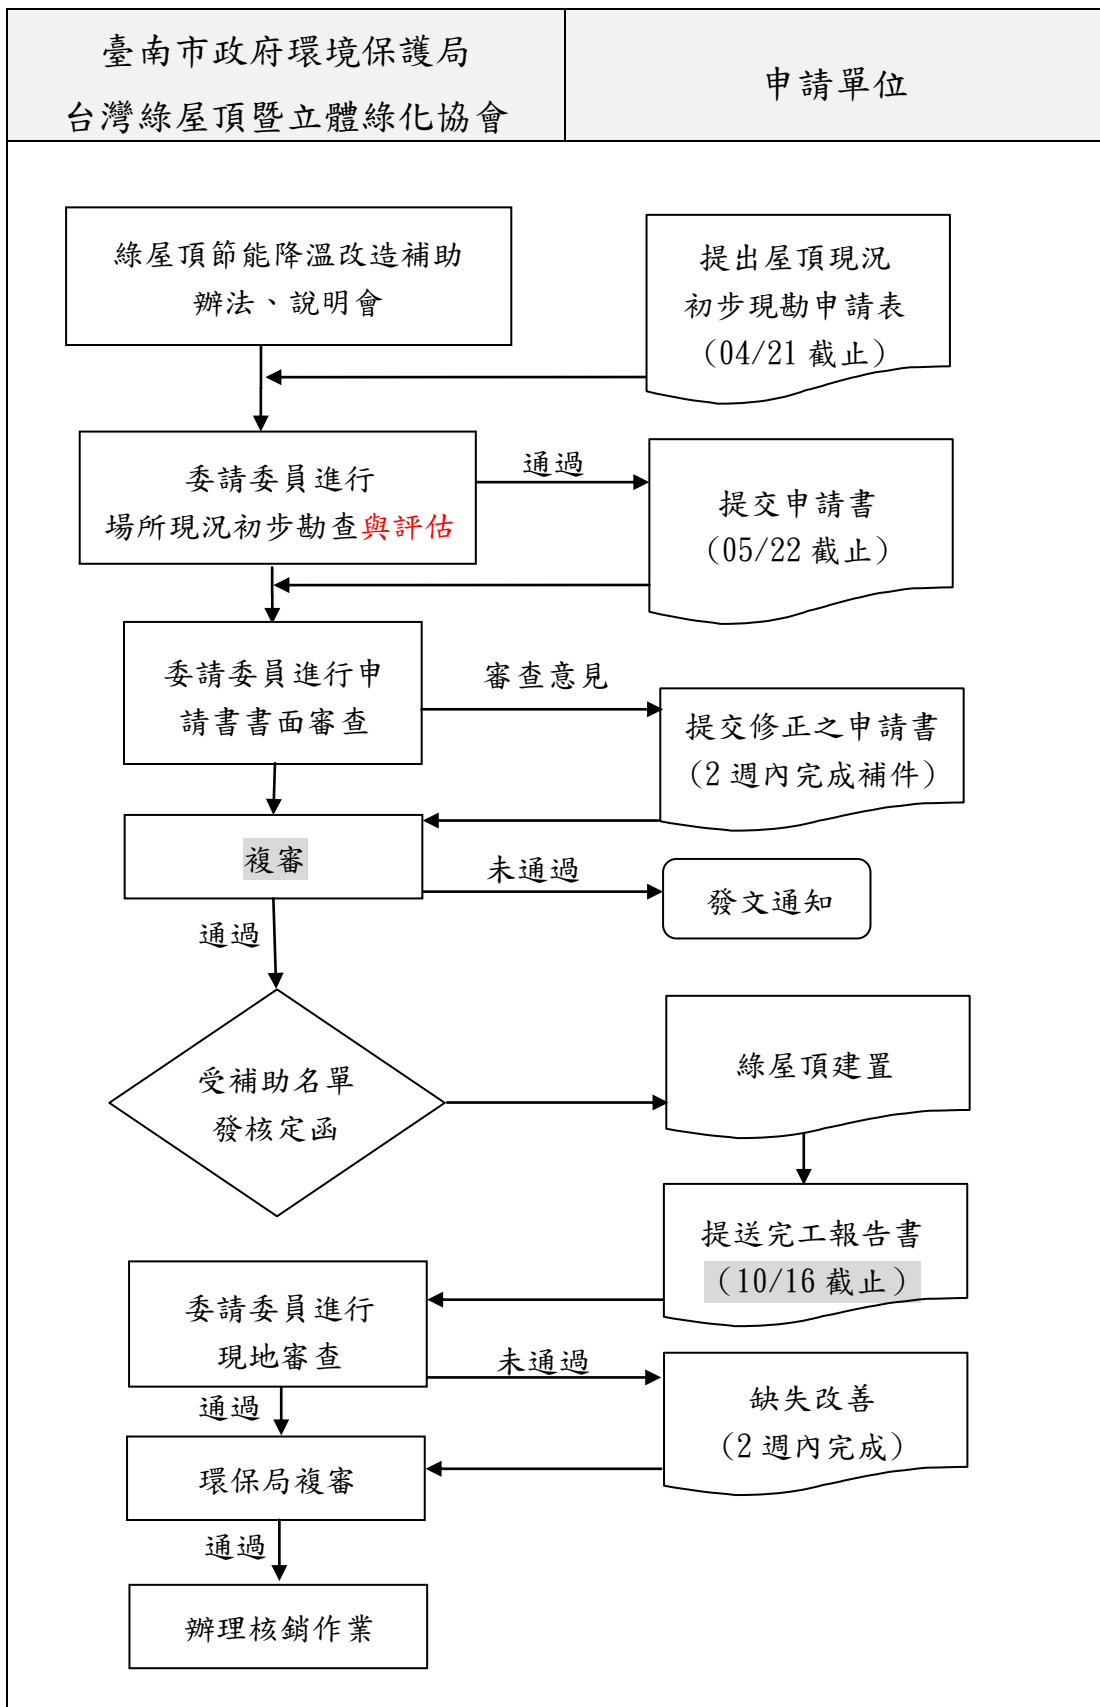 臺南市政府環境保護局
台灣綠屋頂暨立體綠化協會
申請單位
綠屋頂節能降溫改造補助
辦法、說明會
提出屋頂現況
初步現勘申請表
(04/21 截止)
委請委員進行
場所現況初步勘查與評估
通過
提交申請書
(05/22 截止)
委請委員進行申
請書書面審查
審查意見
提交修正之申請書
(2 週內完成補件)
複審
未通過
發文通知
通過
受補助名單
發核定函
綠屋頂建置
提送完工報告書
(10/16 截止)
委請委員進行
現地審查
未通過
缺失改善
(2 週內完成)
通過
環保局複審
通過
辦理核銷作業